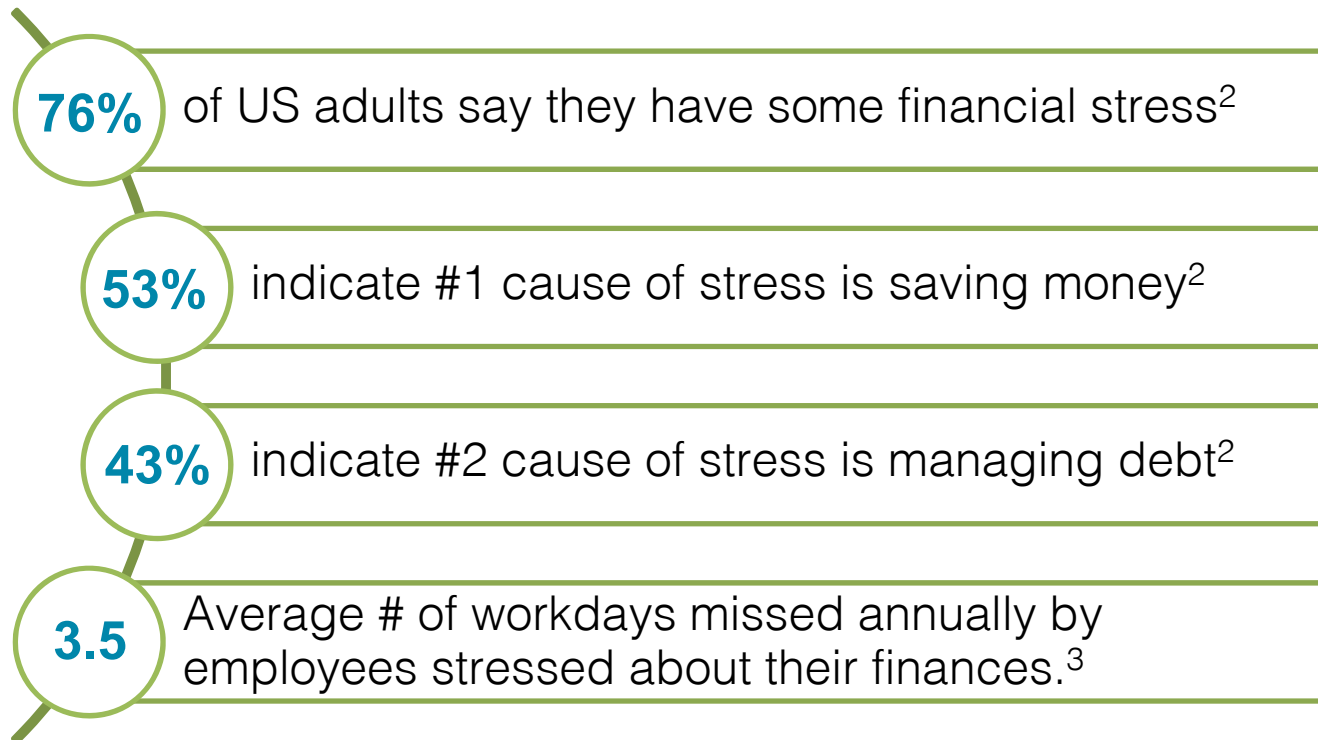 76%
of US adults say they have some financial stress²
53%
indicate #1 cause of stress is saving money²
43%
indicate #2 cause of stress is managing debt²
3.5
Average # of workdays missed annually by
employees stressed about their finances.³